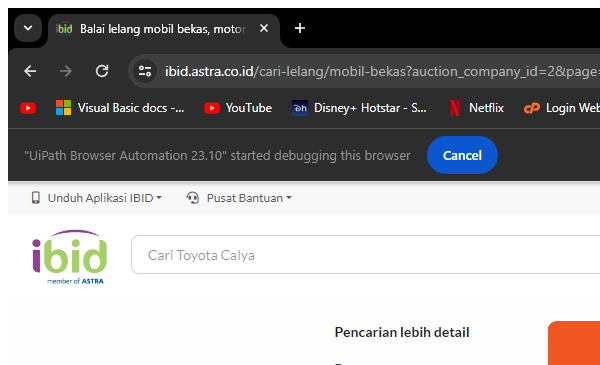 Balai lelang mobil bekas, motor
ibid.astra.co.id/cari-lelang/mobil-bekas?auction_company_id=2&page=
Visual Basic docs -... YouTube Disney+ Hotstar - S... Netflix Login Web
"UiPath Browser Automation 23.10" started debugging this browser Cancel
Unduh Aplikasi IBID Pusat Bantuan
ibid
member of ASTRA
Cari Toyota Calya
Pencarian lebih detail